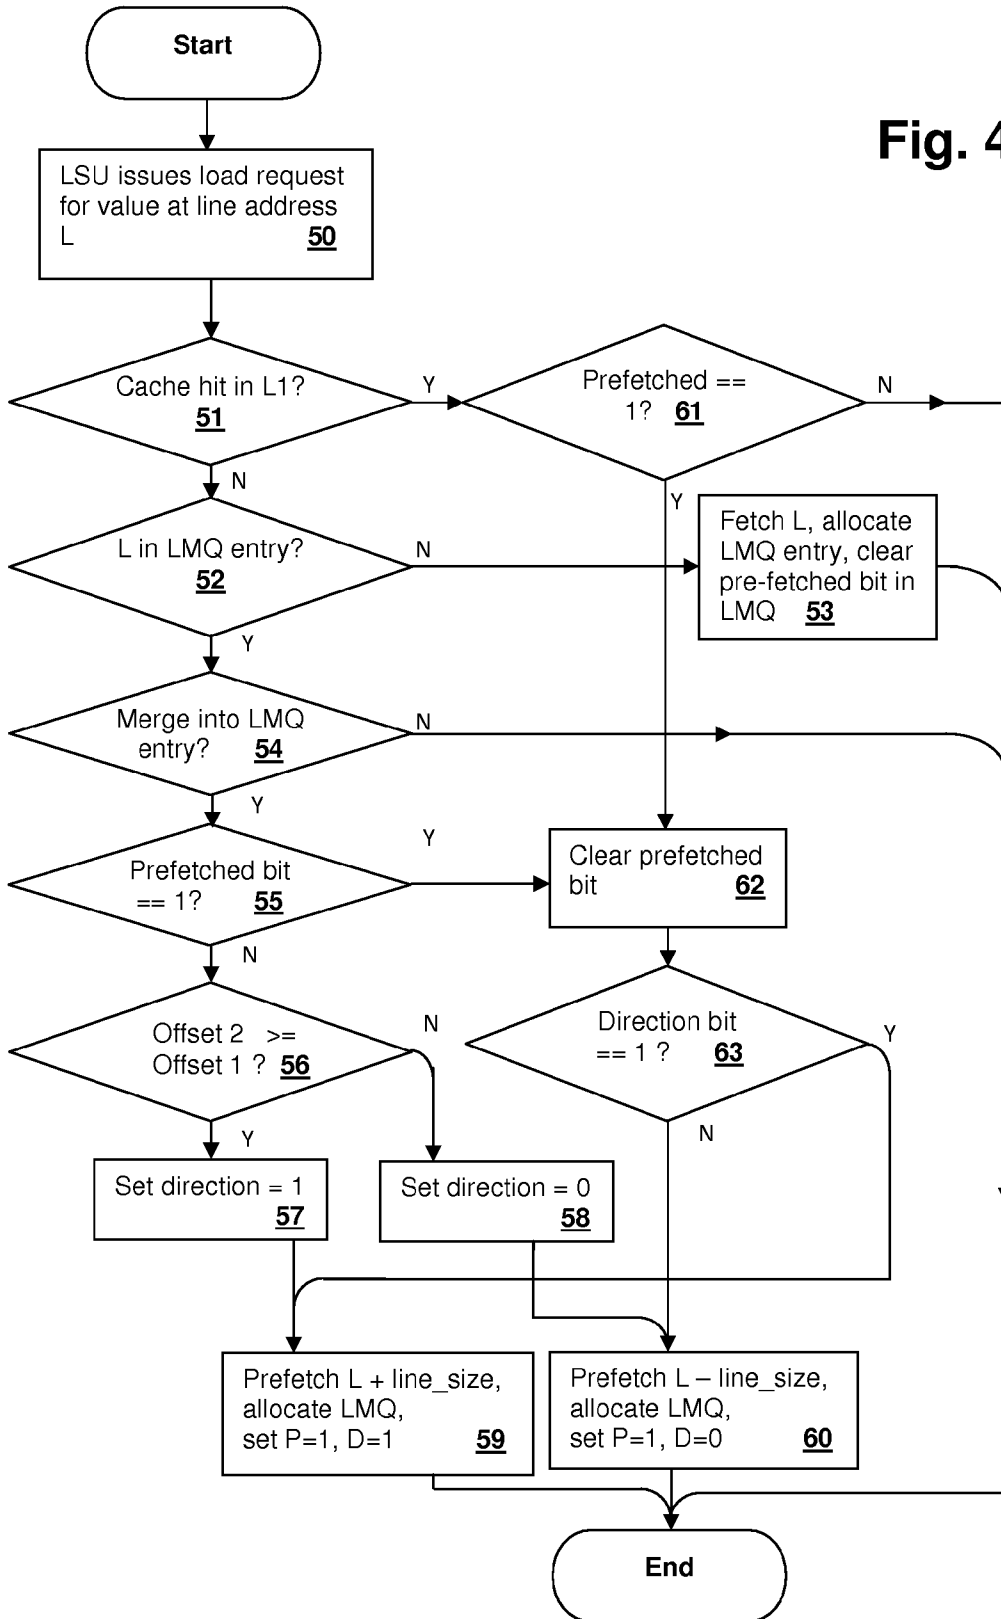 Start
Fig. 4
LSU issues load request
for value at line address
L 50
Cache hit in L1?
51
Y
Prefetched ==
1? 61
N
N
Y
L in LMQ entry?
52
N
Fetch L, allocate
LMQ entry, clear
pre-fetched bit in
LMQ 53
Y
Merge into LMQ
entry? 54
N
Y
Prefetched bit
== 1? 55
Y
Clear prefetched
bit 62
N
Offset 2 >=
Offset 1 ? 56
N
Direction bit
== 1 ? 63
Y
Y
N
Set direction = 1
57
Set direction = 0
58
Prefetch L + line_size,
allocate LMQ,
set P=1, D=1 59
Prefetch L – line_size,
allocate LMQ,
set P=1, D=0 60
End